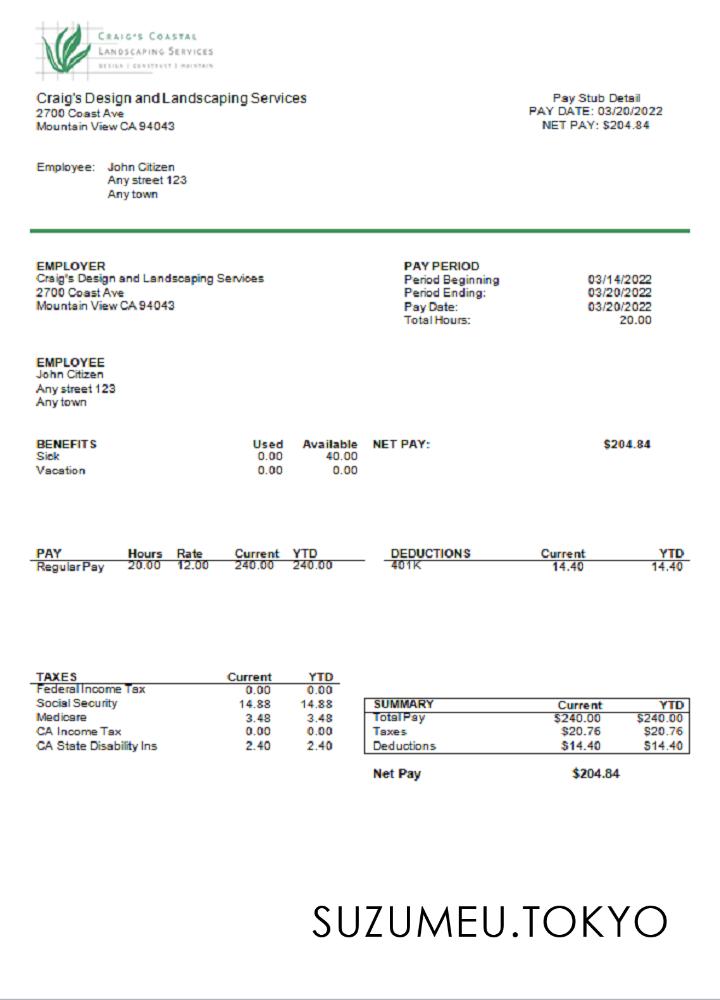 CRAIG'S COASTAL
LANDSCAPING SERVICES
DESIGN | CONSTRUCT | MAINTAIN
Craig's Design and Landscaping Services
2700 Coast Ave
Mountain View CA 94043
Pay Stub Detail
PAY DATE: 03/20/2022
NET PAY: $204.84
Employee: John Citizen
Any street 123
Any town
EMPLOYER
Craig's Design and Landscaping Services
2700 Coast Ave
Mountain View CA 94043
PAY PERIOD
Period Beginning 03/14/2022
Period Ending: 03/20/2022
Pay Date: 03/20/2022
Total Hours: 20.00
EMPLOYEE
John Citizen
Any street 123
Any town
BENEFITS Used Available
Sick 0.00 40.00
Vacation 0.00 0.00
NET PAY: $204.84
PAY Hours Rate Current YTD
Regular Pay 20.00 12.00 240.00 240.00
DEDUCTIONS Current YTD
401K 14.40 14.40
TAXES Current YTD
Federal Income Tax 0.00 0.00
Social Security 14.88 14.88
Medicare 3.48 3.48
CA Income Tax 0.00 0.00
CA State Disability Ins 2.40 2.40
SUMMARY Current YTD
Total Pay $240.00 $240.00
Taxes $20.76 $20.76
Deductions $14.40 $14.40
Net Pay $204.84
SUZUMEU.TOKYO